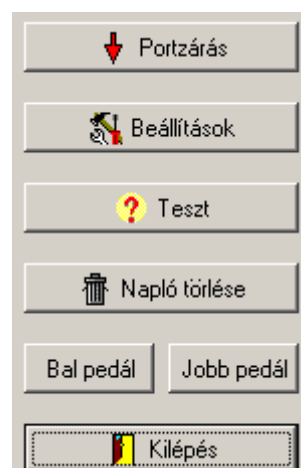 Portzárás
Beállítások
Teszt
Napló törlése
Bal pedál Jobb pedál
Kilépés